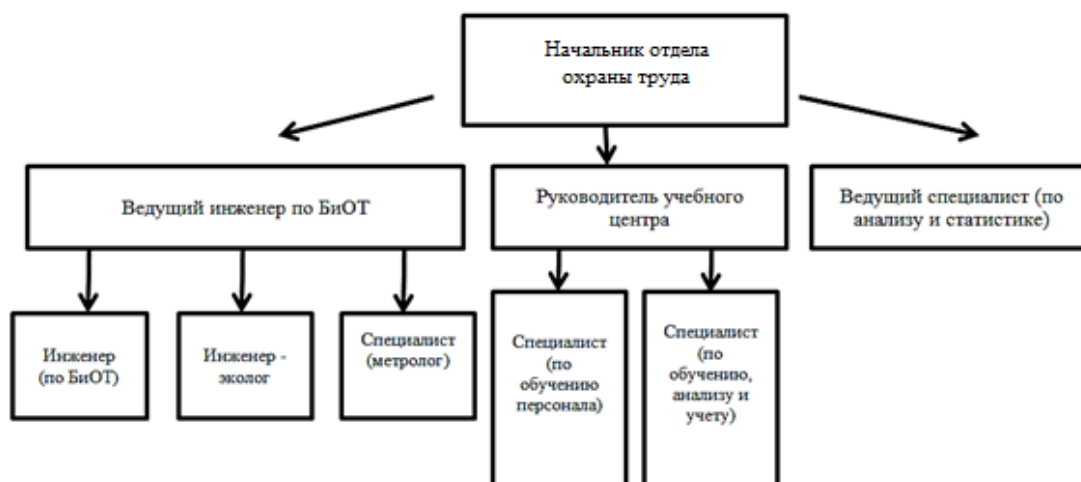 Начальник отдела
охраны труда
Ведущий инженер по БиОТ
Руководитель учебного
центра
Ведущий специалист (по
анализу и статистике)
Инженер
(по БиОТ)
Инженер -
эколог
Специалист
(метролог)
Специалист
(по
обучению
персонала)
Специалист
(по
обучению,
анализу и
учету)